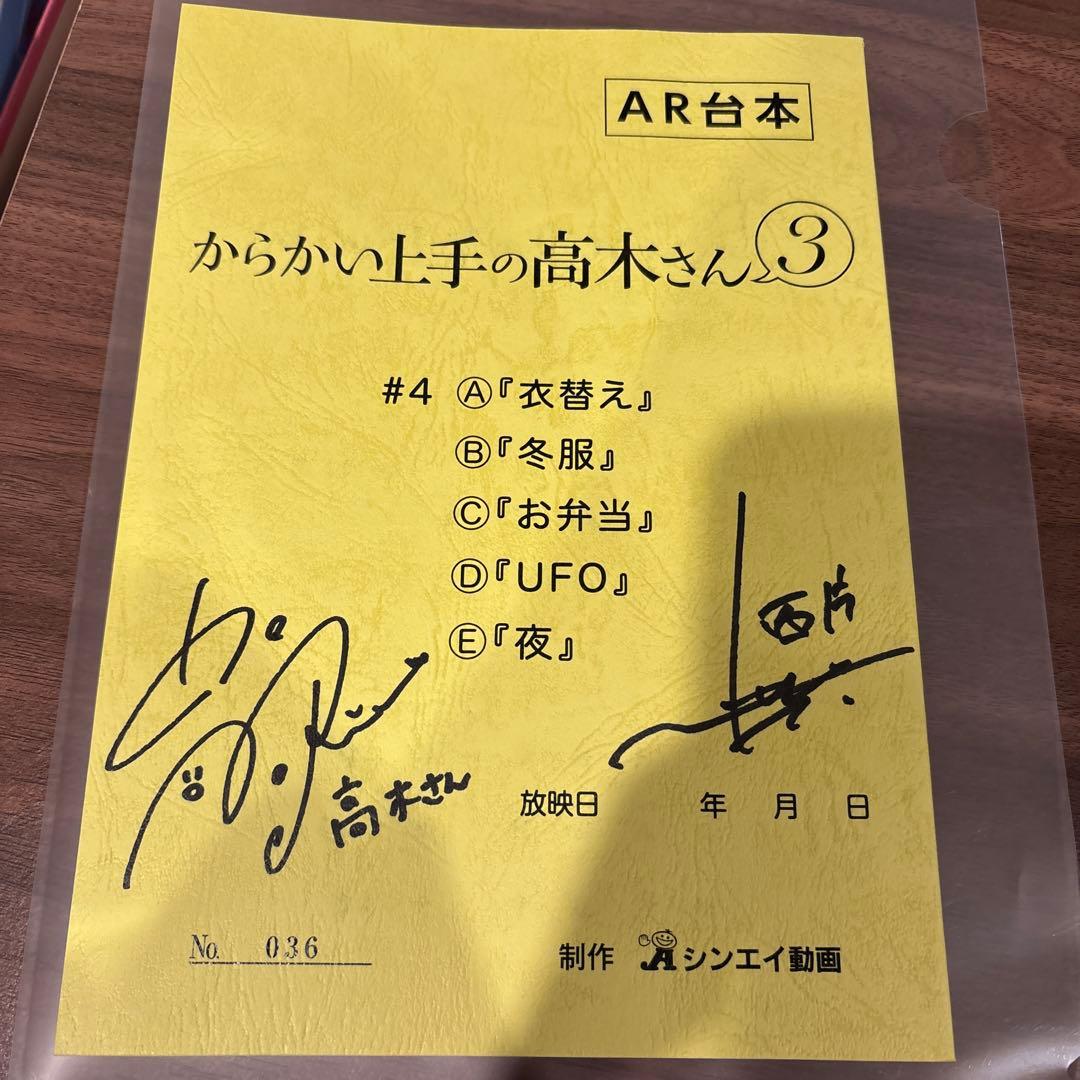 AR台本
からかい上手の高木さん3
#4 Ⓐ『衣替え』
Ⓑ『冬服』
Ⓒ『お弁当』
Ⓓ『UFO』
Ⓔ『夜』
西片
高木さん
放映日 年 月 日
No. 036
制作 シンエイ動画